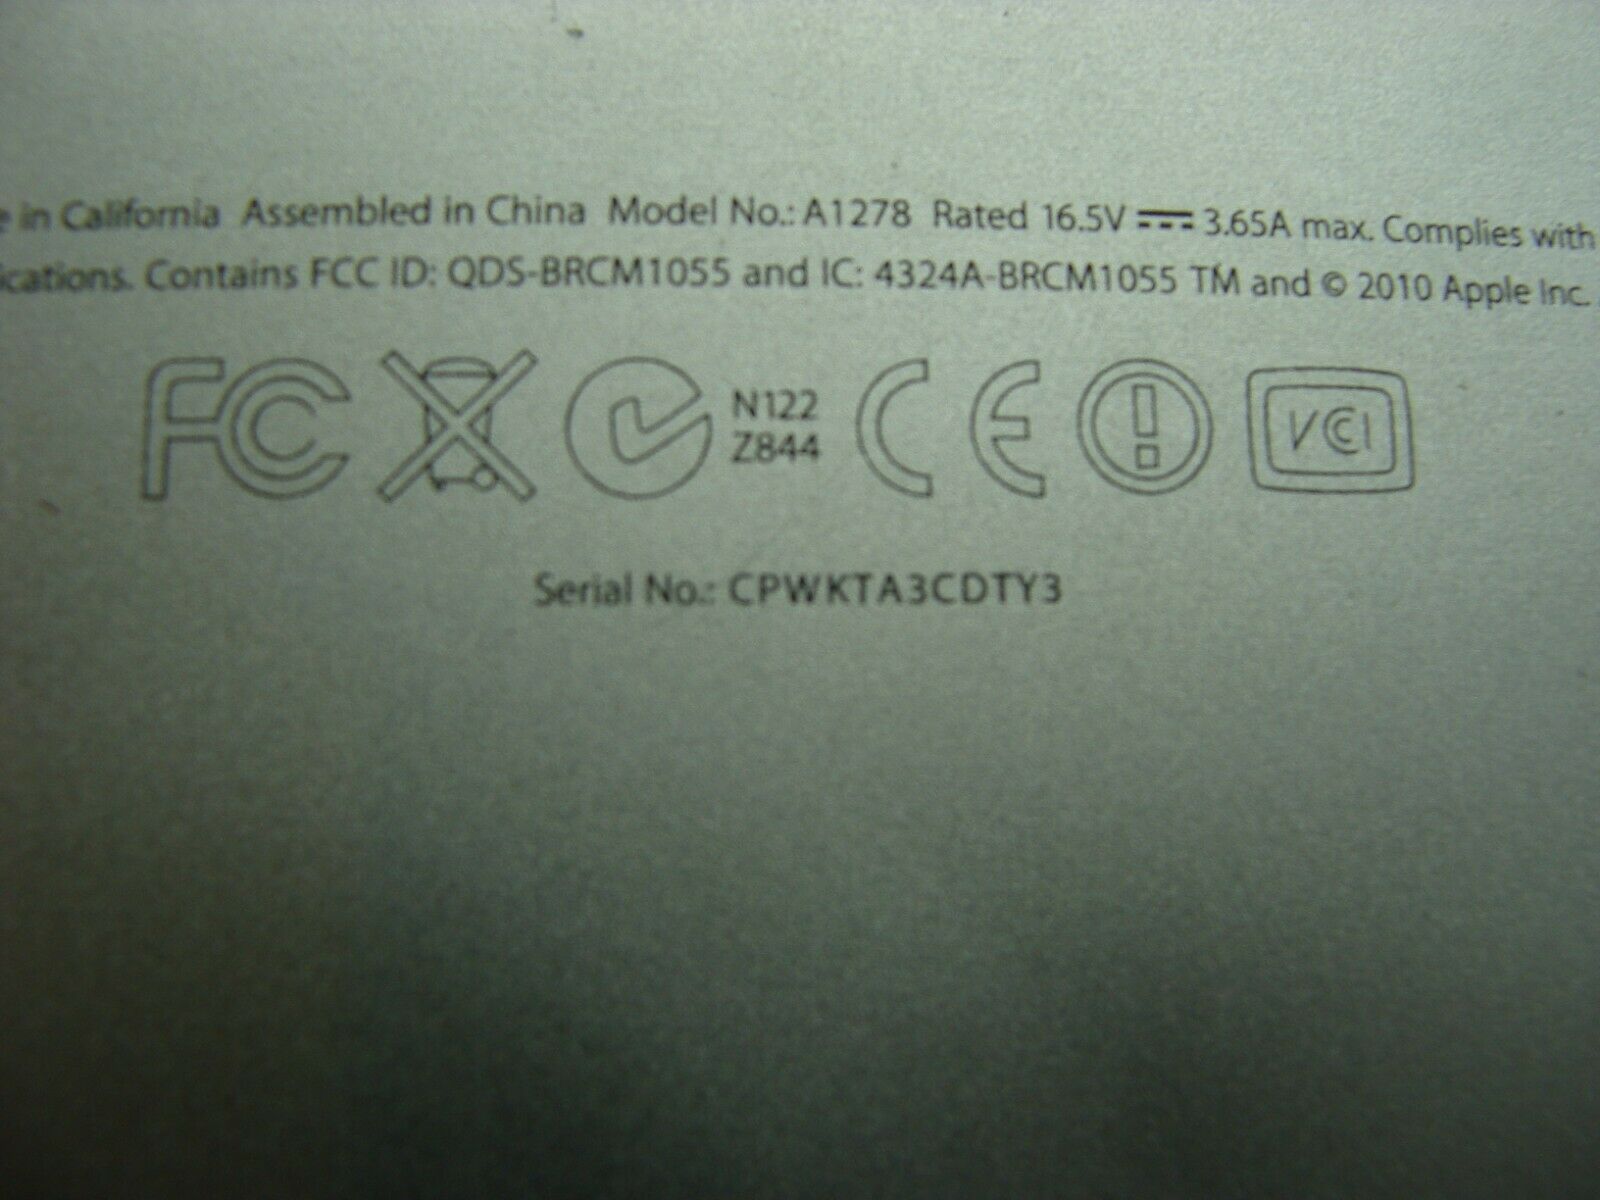 e in California Assembled in China Model No.: A1278 Rated 16.5V ⎓ 3.65A max. Complies with
ications. Contains FCC ID: QDS-BRCM1055 and IC: 4324A-BRCM1055 TM and © 2010 Apple Inc.
FC N122 CE ! VCCI
Z844
Serial No.: CPWKTA3CDTY3